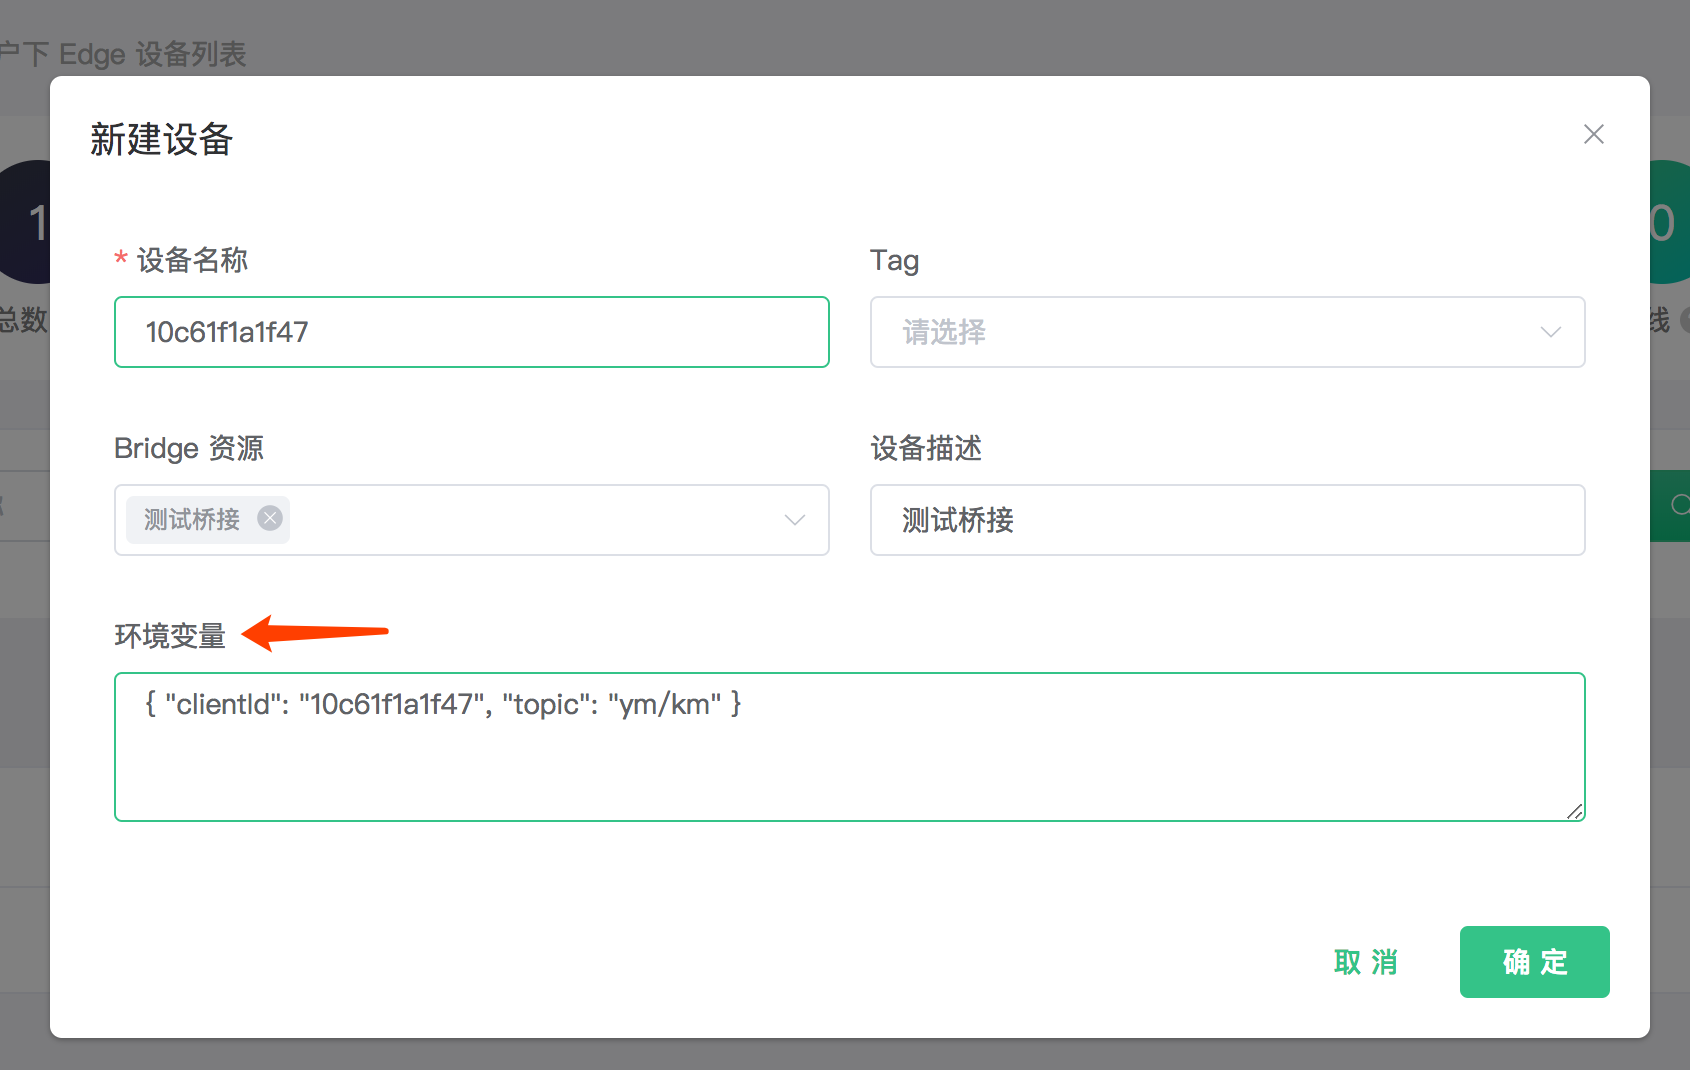 户下 Edge 设备列表
新建设备
1
0
总数
线
* 设备名称
Tag
10c61f1a1f47
请选择
Bridge 资源
设备描述
测试桥接
测试桥接
环境变量
{ "clientId": "10c61f1a1f47", "topic": "ym/km" }
取 消
确 定